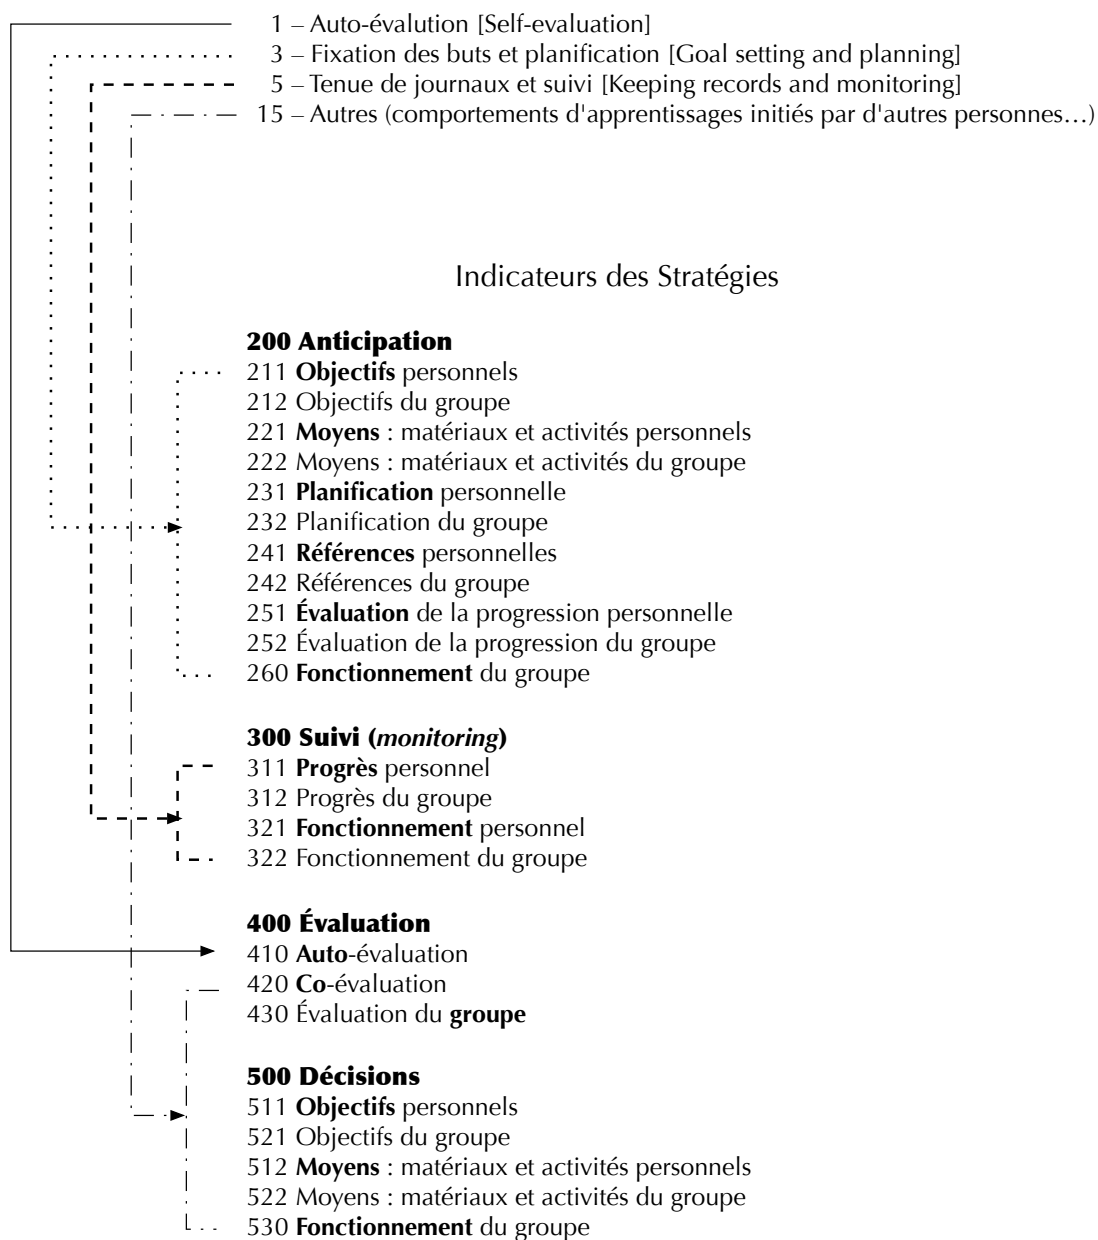 1 – Auto-évalution [Self-evaluation]
3 – Fixation des buts et planification [Goal setting and planning]
5 – Tenue de journaux et suivi [Keeping records and monitoring]
15 – Autres (comportements d'apprentissages initiés par d'autres personnes…)
Indicateurs des Stratégies
200 Anticipation
211 Objectifs personnels
212 Objectifs du groupe
221 Moyens : matériaux et activités personnels
222 Moyens : matériaux et activités du groupe
231 Planification personnelle
232 Planification du groupe
241 Références personnelles
242 Références du groupe
251 Évaluation de la progression personnelle
252 Évaluation de la progression du groupe
260 Fonctionnement du groupe
300 Suivi (monitoring)
311 Progrès personnel
312 Progrès du groupe
321 Fonctionnement personnel
322 Fonctionnement du groupe
400 Évaluation
410 Auto-évaluation
420 Co-évaluation
430 Évaluation du groupe
500 Décisions
511 Objectifs personnels
521 Objectifs du groupe
512 Moyens : matériaux et activités personnels
522 Moyens : matériaux et activités du groupe
530 Fonctionnement du groupe